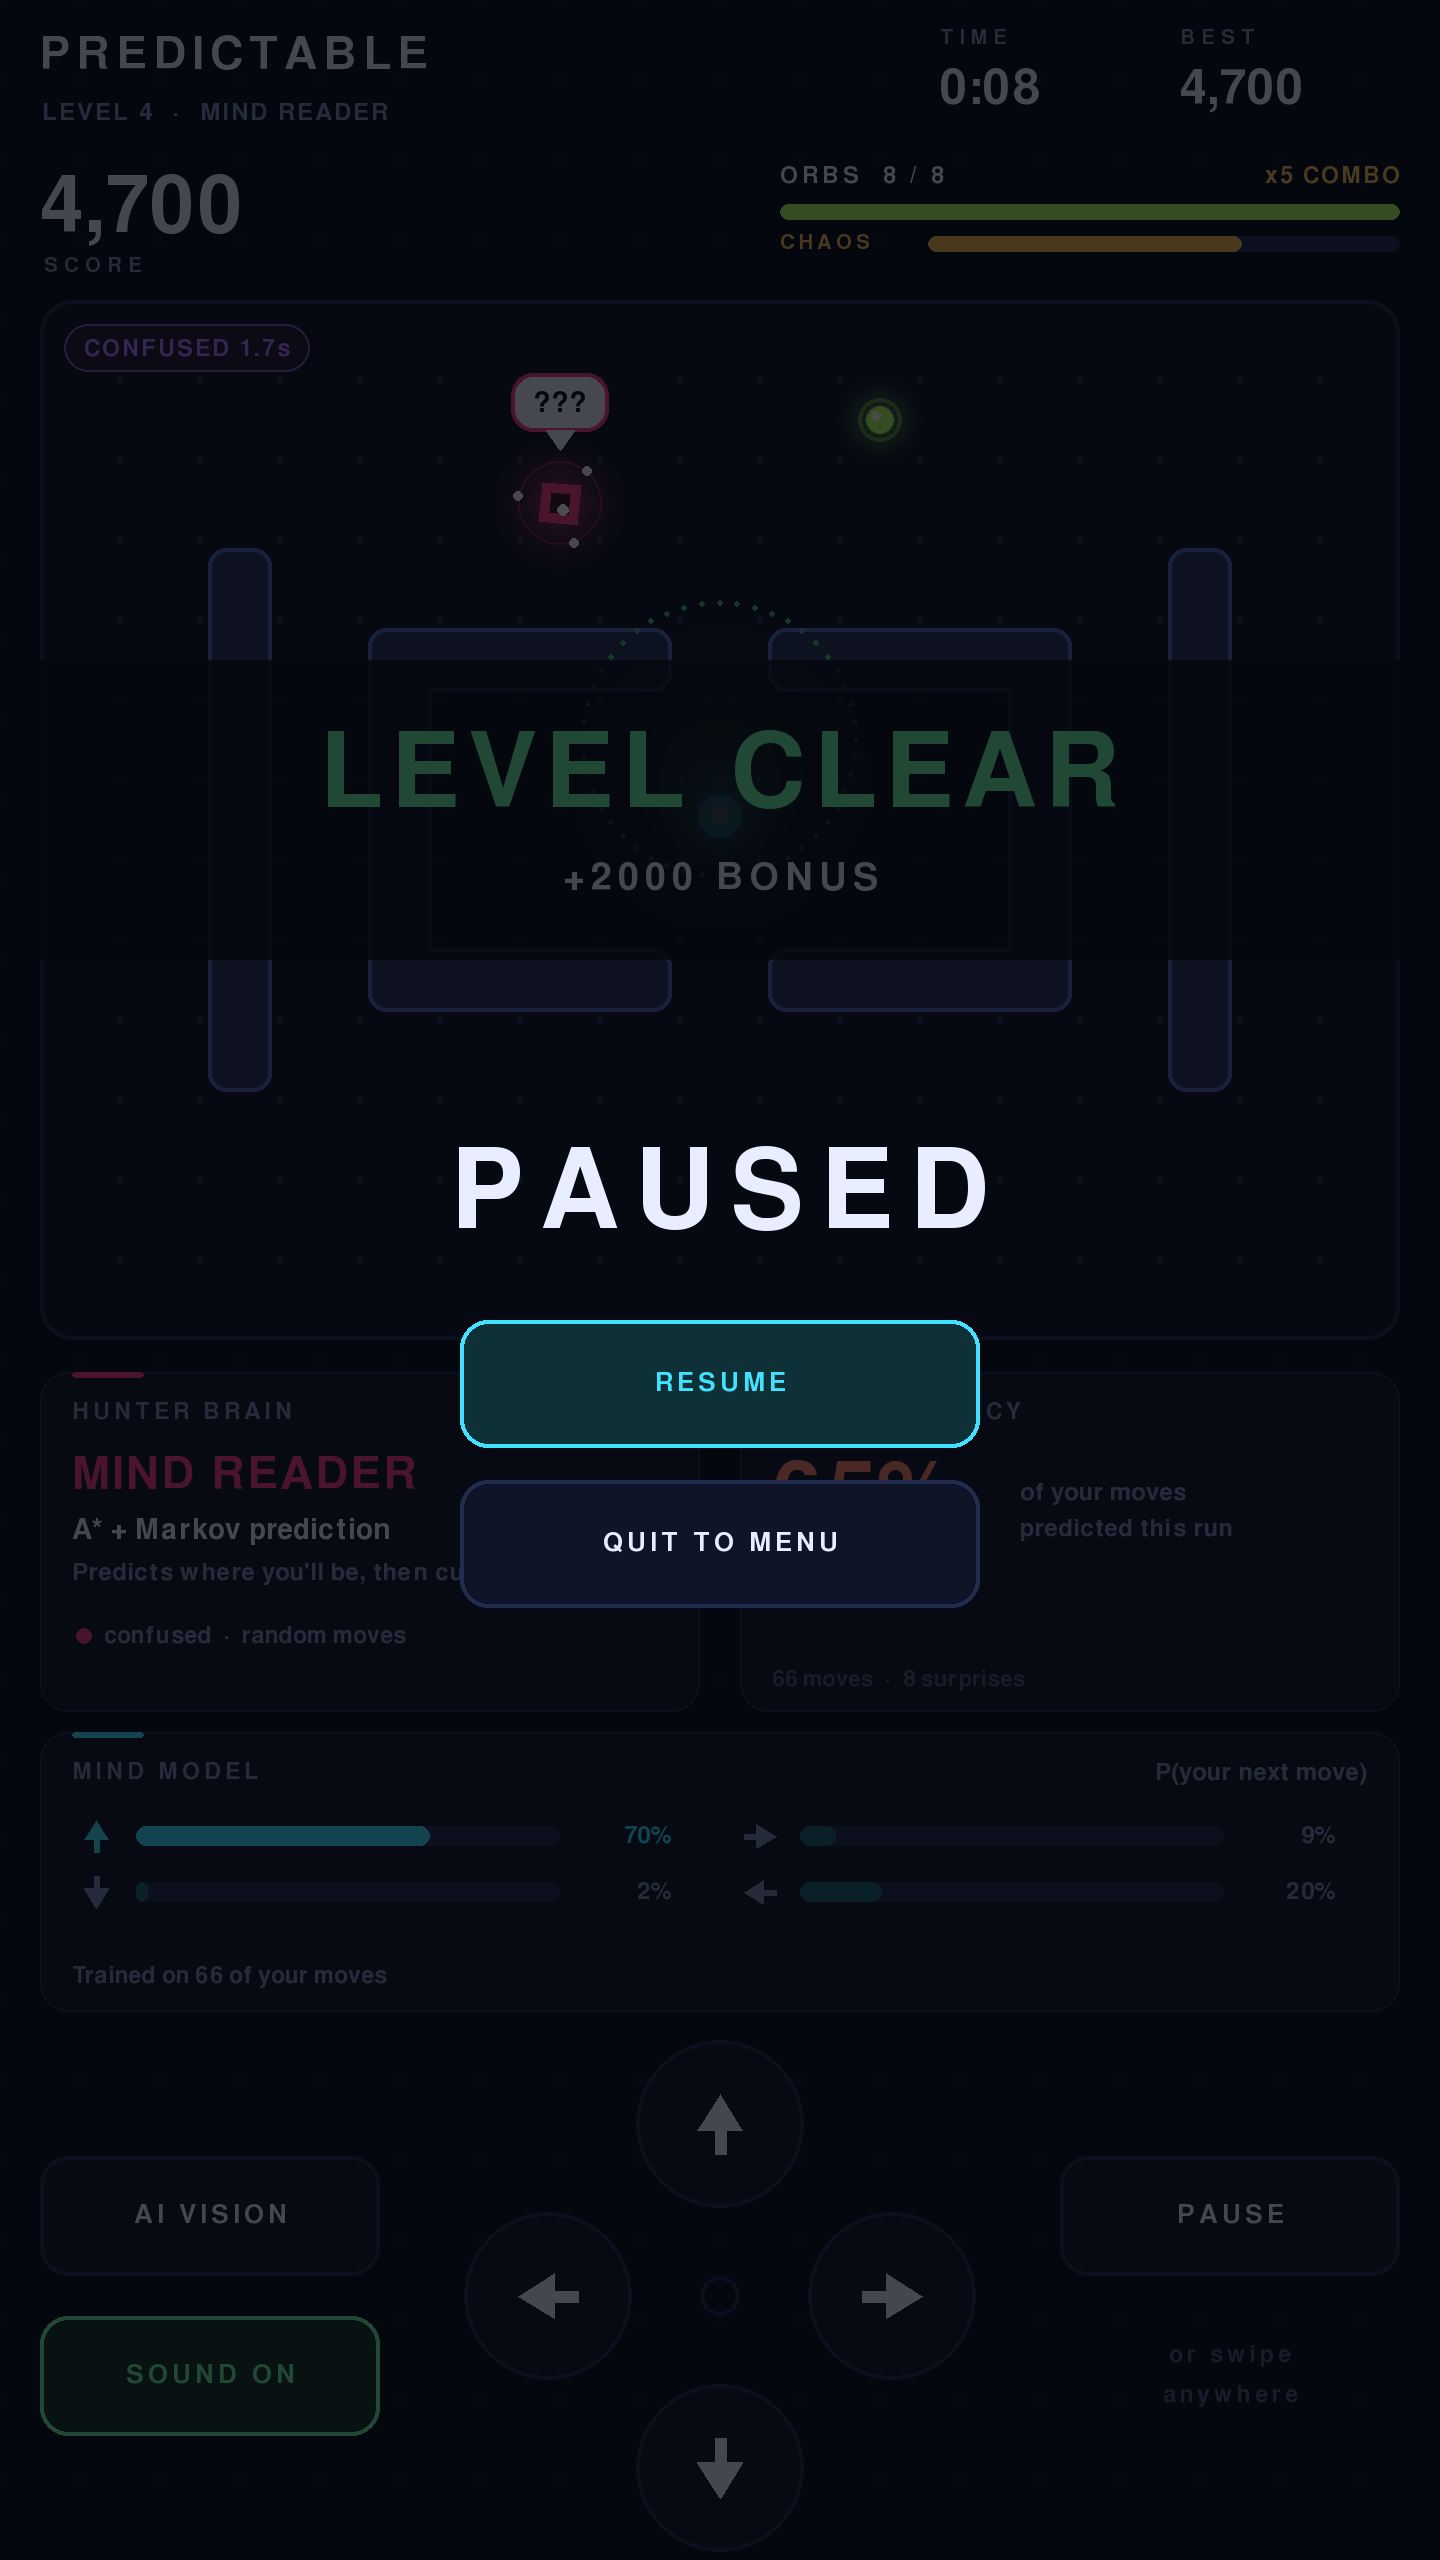 PREDICTABLE
TIME
BEST
LEVEL 4 · MIND READER
0:08
4,700
4,700
SCORE
ORBS 8 / 8
x5 COMBO
CHAOS
CONFUSED 1.7s
???
LEVEL CLEAR
+2000 BONUS
PAUSED
RESUME
HUNTER BRAIN
CY
MIND READER
65%
A* + Markov prediction
of your moves
predicted this run
QUIT TO MENU
Predicts where you'll be, then cu
confused · random moves
66 moves · 8 surprises
MIND MODEL
P(your next move)
70%
9%
2%
20%
Trained on 66 of your moves
AI VISION
PAUSE
SOUND ON
or swipe
anywhere